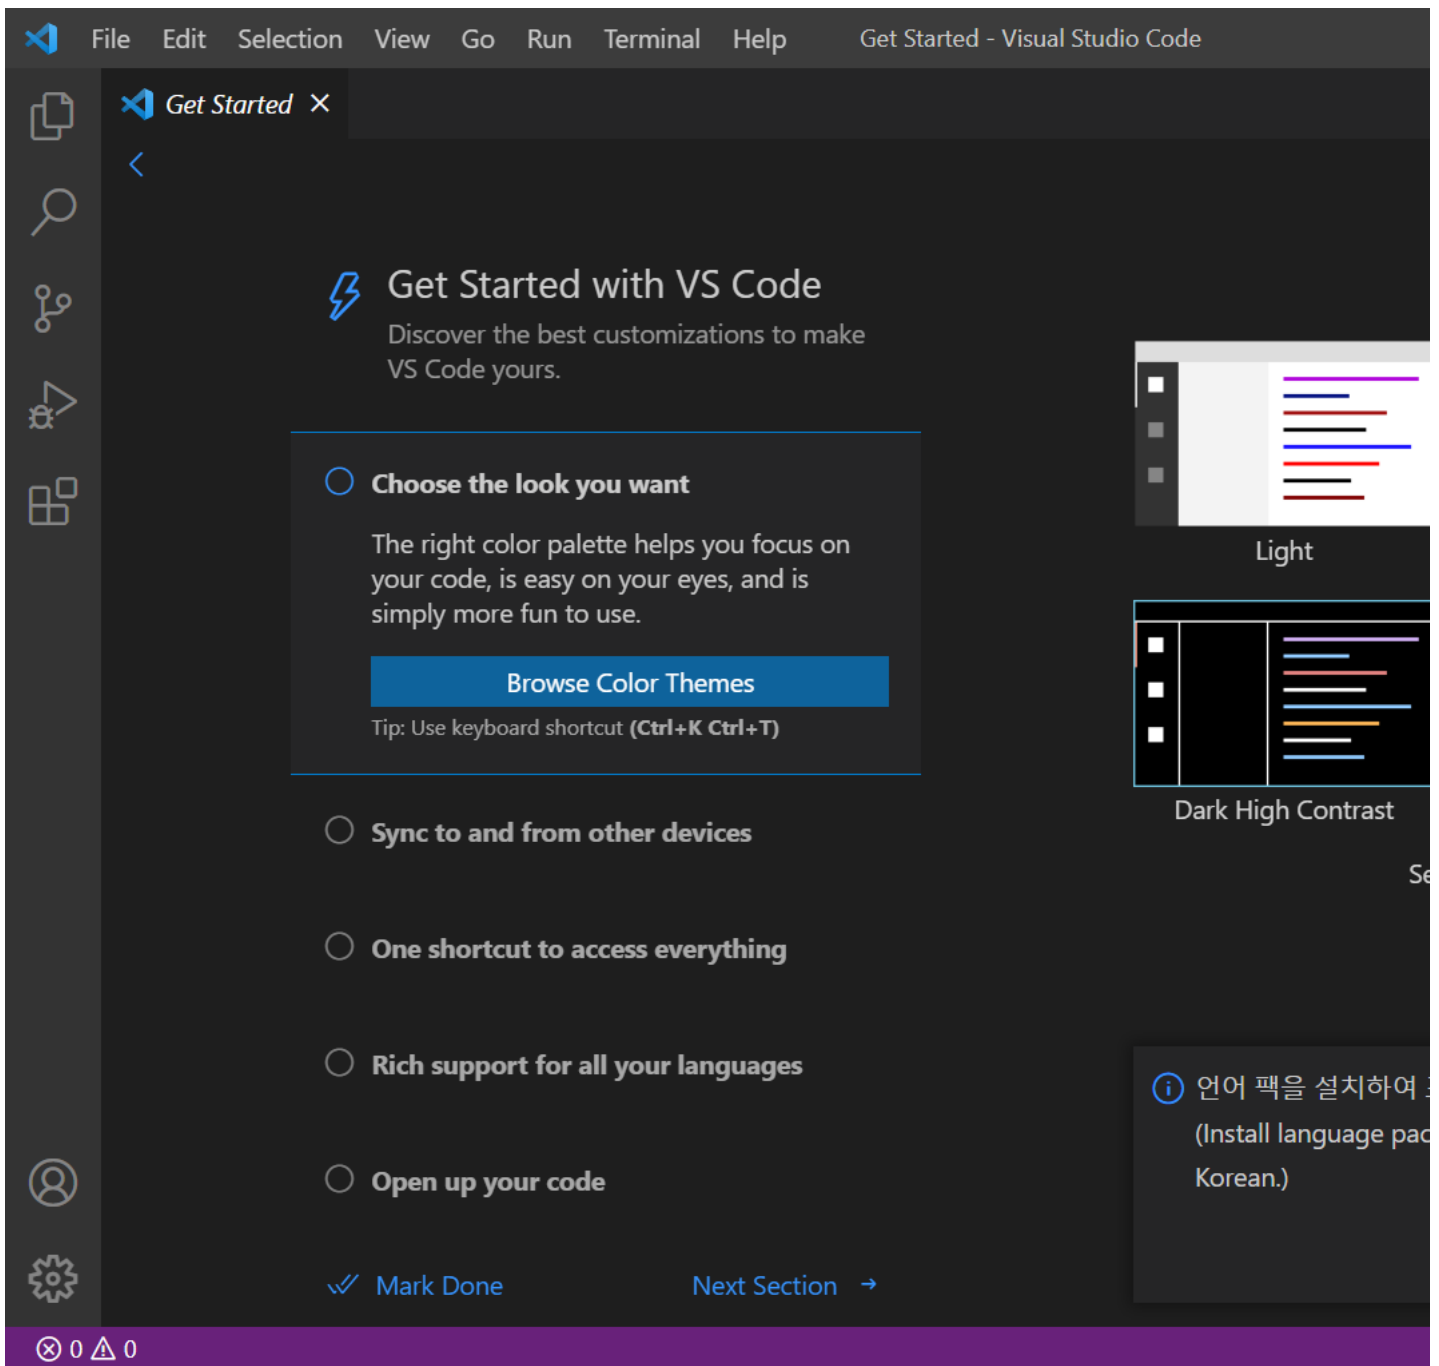 File Edit Selection View Go Run Terminal Help Get Started - Visual Studio Code
Get Started
Get Started with VS Code
Discover the best customizations to make
VS Code yours.
Choose the look you want
The right color palette helps you focus on
your code, is easy on your eyes, and is
simply more fun to use.
Browse Color Themes
Tip: Use keyboard shortcut (Ctrl+K Ctrl+T)
Sync to and from other devices
One shortcut to access everything
Rich support for all your languages
Open up your code
Mark Done Next Section →
Light
Dark High Contrast
언어 팩을 설치하여
(Install language
Korean.)
0 0